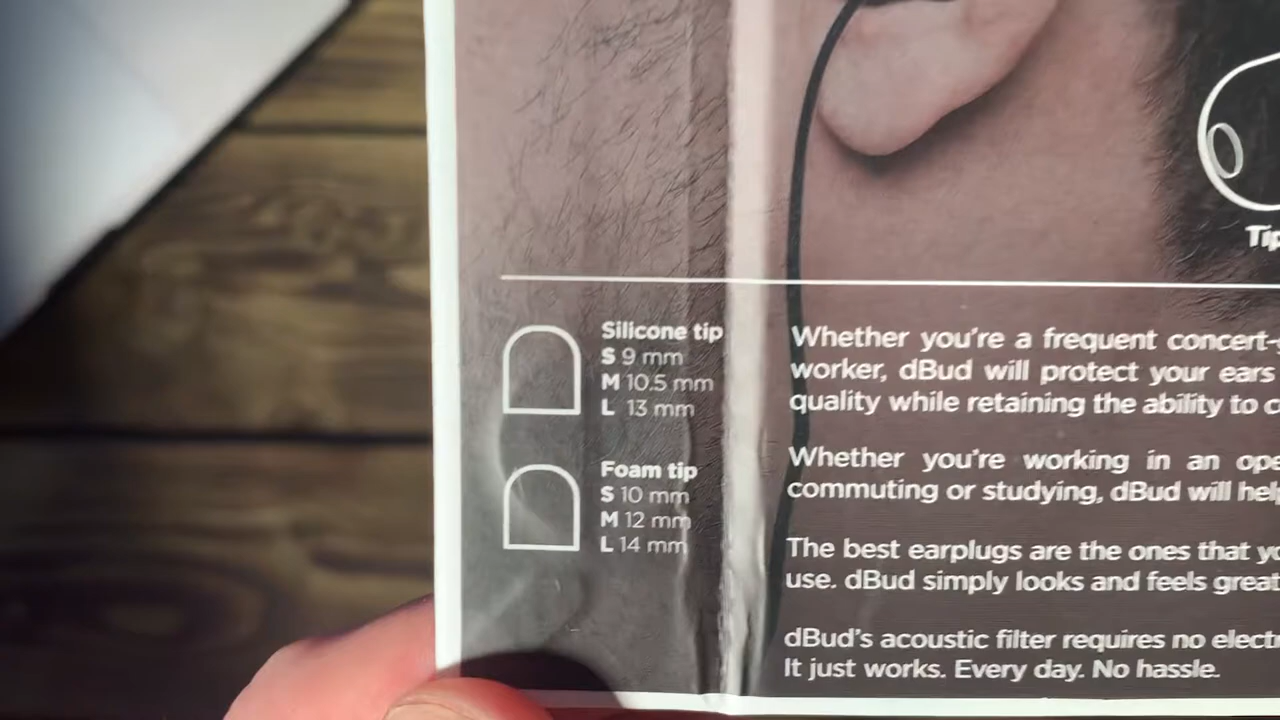 Silicone tip
S 9 mm
M 10.5 mm
L 13 mm
Foam tip
S 10 mm
M 12 mm
L 14 mm
Whether you're a frequent concert-
worker, dBud will protect your ears
quality while retaining the ability to
Whether you're working in an
commuting or studying, dBud will
The best earplugs are the ones that
use. dBud simply looks and feels great
dBud's acoustic filter requires no
It just works. Every day. No hassle.